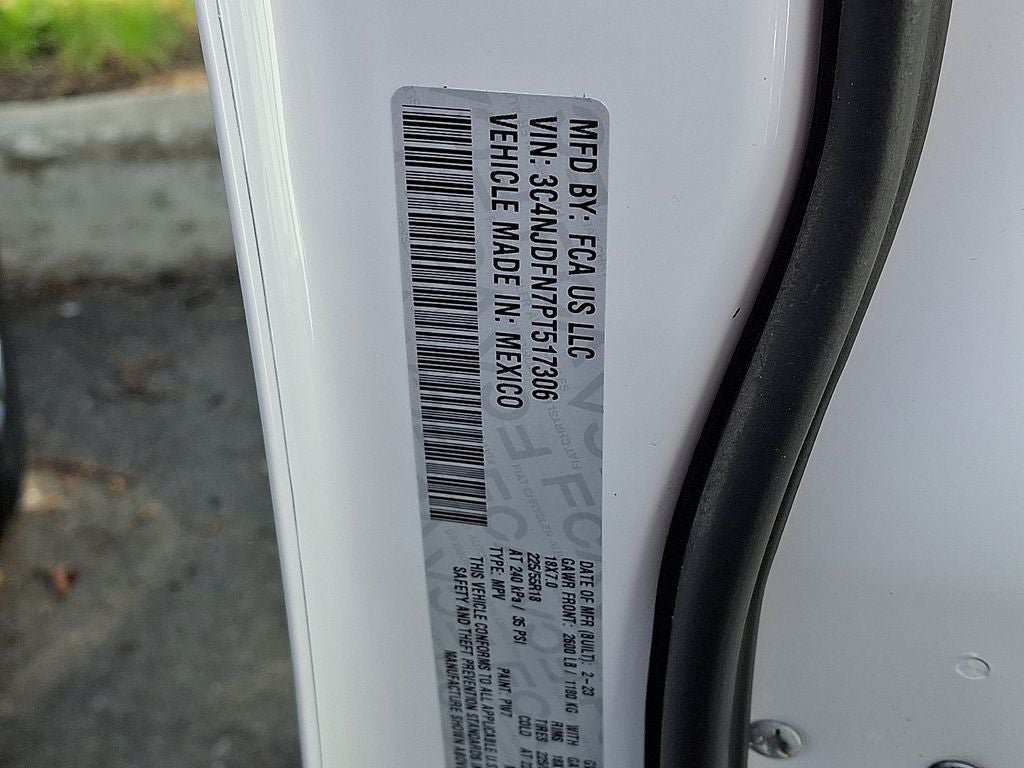 MFD BY: FCA US LLC
VIN: 3C4NJDFN7PT517306
VEHICLE MADE IN: MEXICO
DATE OF MFR (BUILT): 2-23
GAWR FRONT: 2600 LB / 1180 KG WITH
18X7.0 RIMS
225/55R18 TIRES
AT 240 kPa / 35 PSI COLD
TYPE: MPV PAINT: PW7
THIS VEHICLE CONFORMS TO ALL APPLICABLE U.S.
SAFETY AND THEFT PREVENTION STANDARDS
MANUFACTURE SHOWN ABOVE